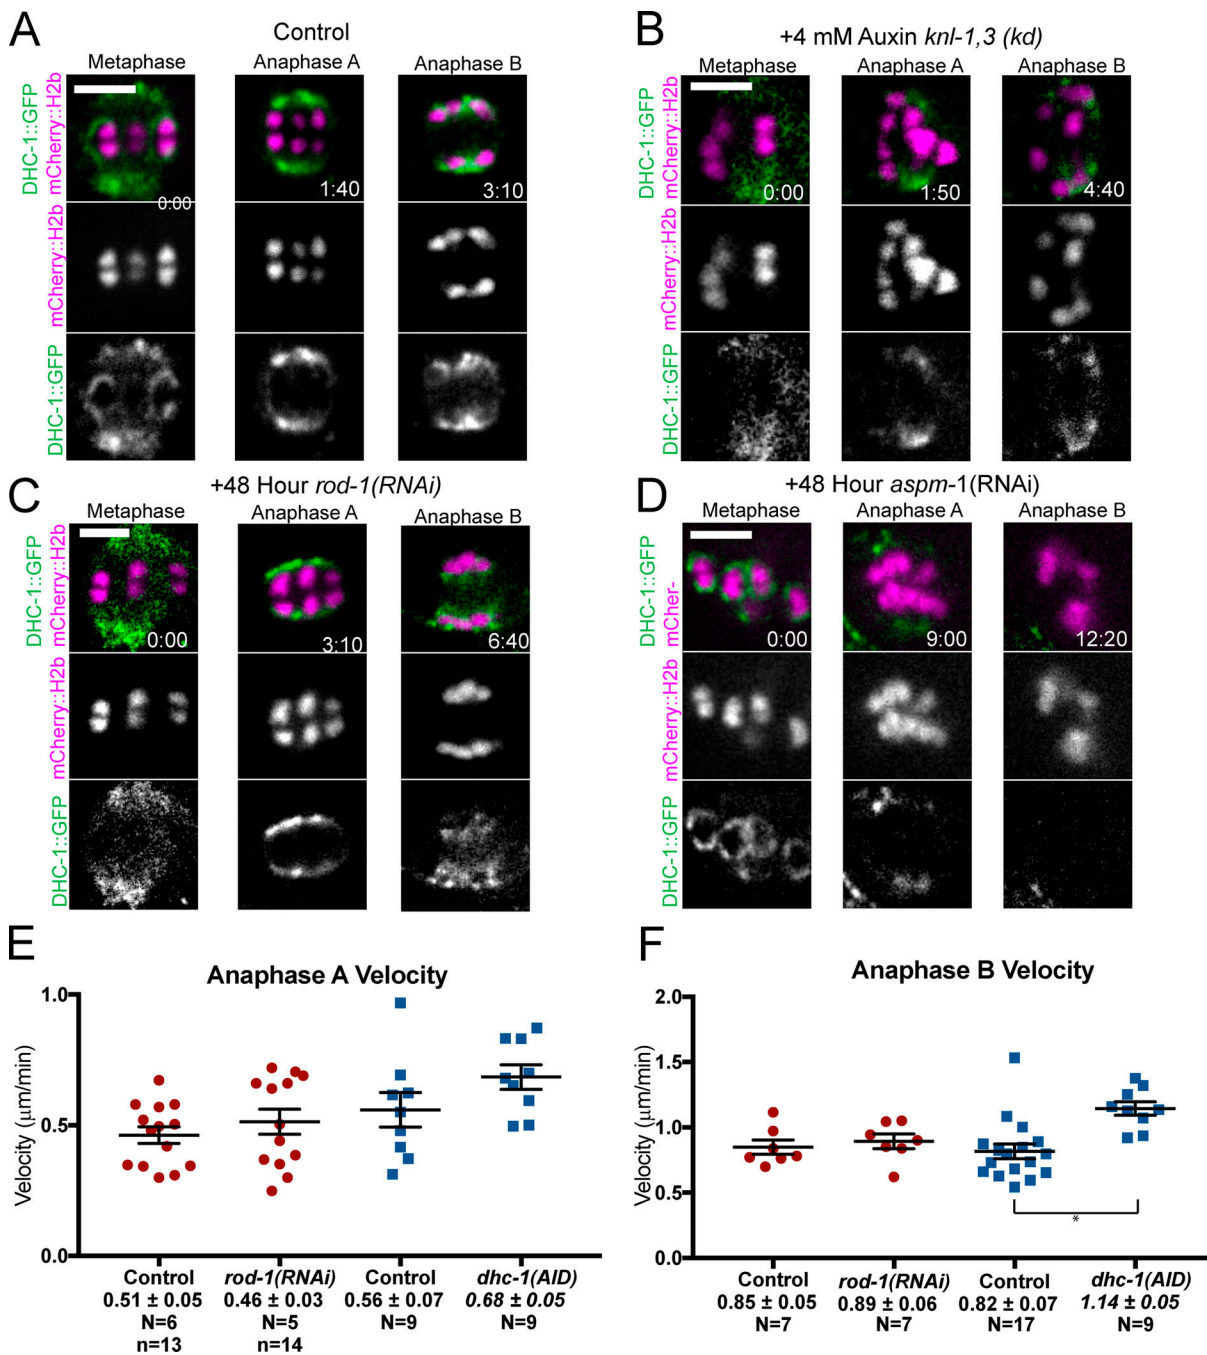 A
Control
Metaphase
Anaphase A
Anaphase B
DHC-1::GFP
mCherry::H2b
0:00
1:40
3:10
mCherry::H2b
DHC-1::GFP
B
+4 mM Auxin knl-1,3 (kd)
Metaphase
Anaphase A
Anaphase B
DHC-1::GFP
mCherry::H2b
0:00
1:50
4:40
mCherry::H2b
DHC-1::GFP
C
+48 Hour rod-1(RNAi)
Metaphase
Anaphase A
Anaphase B
DHC-1::GFP
mCherry::H2b
0:00
3:10
6:40
mCherry::H2b
DHC-1::GFP
D
+48 Hour aspm-1(RNAi)
Metaphase
Anaphase A
Anaphase B
DHC-1::GFP
mCher-
0:00
9:00
12:20
mCherry::H2b
DHC-1::GFP
E
Anaphase A Velocity
Velocity (μm/min)
1.0
0.5
0.0
Control rod-1(RNAi) Control dhc-1(AID)
0.51 ± 0.05 0.46 ± 0.03 0.56 ± 0.07 0.68 ± 0.05
N=6 N=5 N=9 N=9
n=13 n=14
F
Anaphase B Velocity
Velocity (μm/min)
2.0
1.5
1.0
0.5
0.0
*
Control rod-1(RNAi) Control dhc-1(AID)
0.85 ± 0.05 0.89 ± 0.06 0.82 ± 0.07 1.14 ± 0.05
N=7 N=7 N=17 N=9